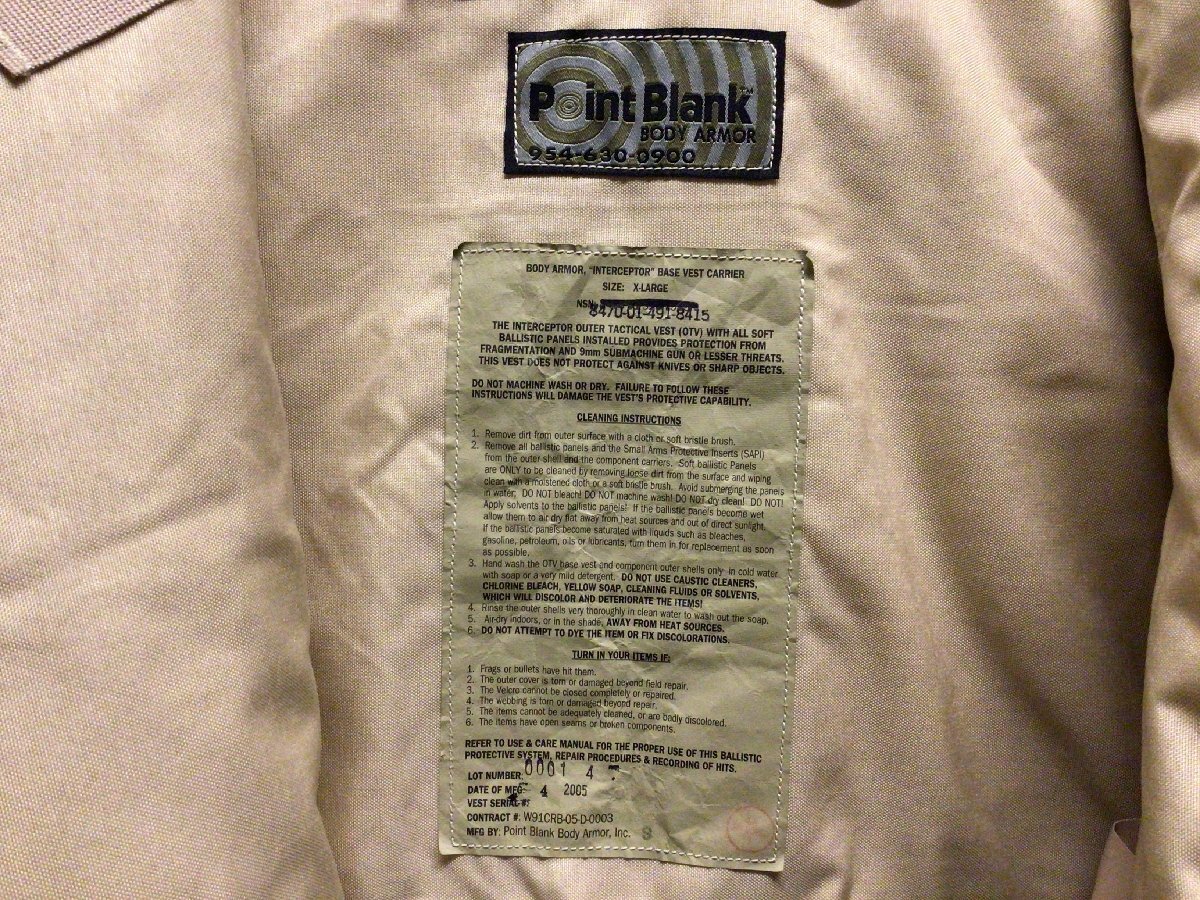 Point Blank™
BODY ARMOR
954-630-0900
BODY ARMOR, "INTERCEPTOR" BASE VEST CARRIER
SIZE: X-LARGE
NSN:
8470-01-491-8415
THE INTERCEPTOR OUTER TACTICAL VEST (OTV) WITH ALL SOFT
BALLISTIC PANELS INSTALLED PROVIDES PROTECTION FROM
FRAGMENTATION AND 9mm SUBMACHINE GUN OR LESSER THREATS.
THIS VEST DOES NOT PROTECT AGAINST KNIVES OR SHARP OBJECTS.
DO NOT MACHINE WASH OR DRY. FAILURE TO FOLLOW THESE
INSTRUCTIONS WILL DAMAGE THE VEST'S PROTECTIVE CAPABILITY.
CLEANING INSTRUCTIONS
1. Remove dirt from outer surface with a cloth or soft bristle brush.
2. Remove all ballistic panels and the Small Arms Protective Inserts (SAPI)
from the outer shell and the component carriers. Soft ballistic Panels
are ONLY to be cleaned by removing loose dirt from the surface and wiping
clean with a moistened cloth or a soft bristle brush. Avoid submerging the panels
in water. DO NOT bleach! DO NOT machine wash! DO NOT dry clean! DO NOT!
Apply solvents to the ballistic panels! If the ballistic panels become wet
allow them to air dry flat away from heat sources and out of direct sunlight.
If the ballistic panels become saturated with liquids such as bleaches,
gasoline, petroleum, oils or lubricants, turn them in for replacement as soon
as possible.
3. Hand wash the OTV base vest and component outer shells only in cold water
with soap or a very mild detergent. DO NOT USE CAUSTIC CLEANERS,
CHLORINE BLEACH, YELLOW SOAP, CLEANING FLUIDS OR SOLVENTS,
WHICH WILL DISCOLOR AND DETERIORATE THE ITEMS!
4. Rinse the outer shells very thoroughly in clean water to wash out the soap.
5. Air-dry indoors, or in the shade, AWAY FROM HEAT SOURCES.
6. DO NOT ATTEMPT TO DYE THE ITEM OR FIX DISCOLORATIONS.
TURN IN YOUR ITEMS IF:
1. Frags or bullets have hit them.
2. The outer cover is torn or damaged beyond field repair.
3. The Velcro cannot be closed completely or repaired.
4. The webbing is torn or damaged beyond repair.
5. The items cannot be adequately cleaned, or are badly discolored.
6. The items have open seams or broken components.
REFER TO USE & CARE MANUAL FOR THE PROPER USE OF THIS BALLISTIC
PROTECTIVE SYSTEM, REPAIR PROCEDURES & RECORDING OF HITS.
LOT NUMBER: 0001 4
DATE OF MFG 4 2005
VEST SERIAL #:
CONTRACT #: W91CRB-05-D-0003
MFG BY: Point Blank Body Armor, Inc.